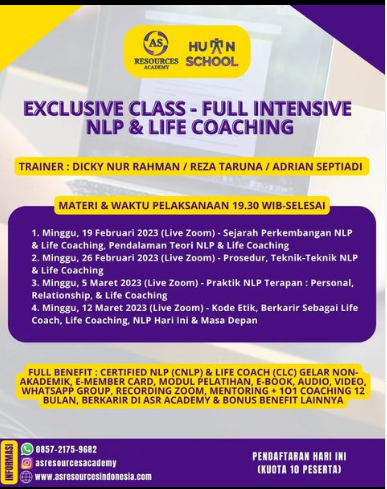 AS
RESOURCES
ACADEMY
HUMAN
SCHOOL
EXCLUSIVE CLASS - FULL INTENSIVE
NLP & LIFE COACHING
TRAINER : DICKY NUR RAHMAN / REZA TARUNA / ADRIAN SEPTIADI
MATERI & WAKTU PELAKSANAAN 19.30 WIB-SELESAI
1. Minggu, 19 Februari 2023 (Live Zoom) - Sejarah Perkembangan NLP
& Life Coaching, Pendalaman Teori NLP & Life Coaching
2. Minggu, 26 Februari 2023 (Live Zoom) - Prosedur, Teknik-Teknik NLP
& Life Coaching
3. Minggu, 5 Maret 2023 (Live Zoom) - Praktik NLP Terapan : Personal,
Relationship, & Life Coaching
4. Minggu, 12 Maret 2023 (Live Zoom) - Kode Etik, Berkarir Sebagai Life
Coach, Life Coaching, NLP Hari Ini & Masa Depan
FULL BENEFIT : CERTIFIED NLP (CNLP) & LIFE COACH (CLC) GELAR NON-
AKADEMIK, E-MEMBER CARD, MODUL PELATIHAN, E-BOOK, AUDIO, VIDEO,
WHATSAPP GROUP, RECORDING ZOOM, MENTORING + 1O1 COACHING 12
BULAN, BERKARIR DI ASR ACADEMY & BONUS BENEFIT LAINNYA
INFORMASI
0857-2175-9682
asresourcesacademy
www.asresourcesindonesia.com
PENDAFTARAN HARI INI
(KUOTA 10 PESERTA)